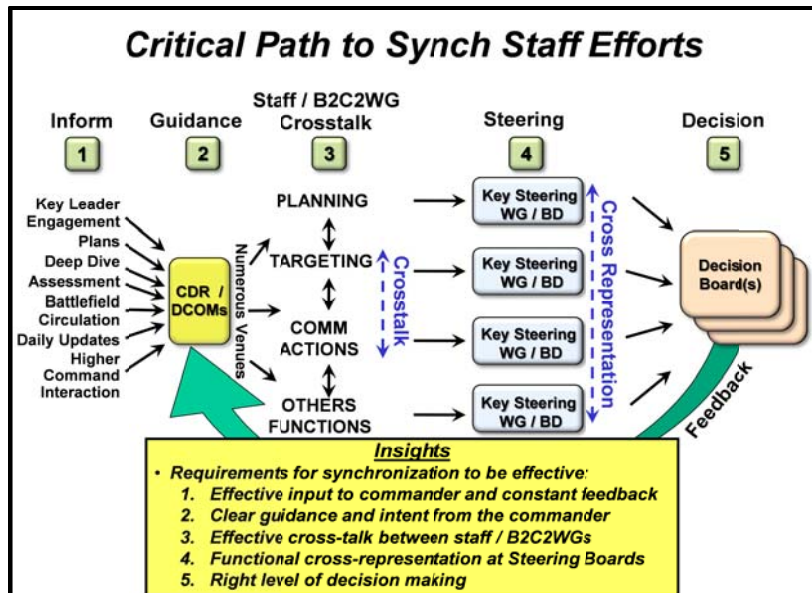 Critical Path to Synch Staff Efforts
Inform
1
Guidance
2
Staff / B2C2WG
Crosstalk
3
Steering
4
Decision
5
Key Leader
Engagement
Plans
Deep Dive
Assessment
Battlefield
Circulation
Daily Updates
Higher
Command
Interaction
CDR /
DCOMs
Numerous Venues
PLANNING
TARGETING
COMM
ACTIONS
OTHERS
FUNCTIONS
Crosstalk
Key Steering
WG / BD
Key Steering
WG / BD
Key Steering
WG / BD
Key Steering
WG / BD
Cross Representation
Decision
Board(s)
Feedback
Insights
• Requirements for synchronization to be effective:
1. Effective input to commander and constant feedback
2. Clear guidance and intent from the commander
3. Effective cross-talk between staff / B2C2WGs
4. Functional cross-representation at Steering Boards
5. Right level of decision making